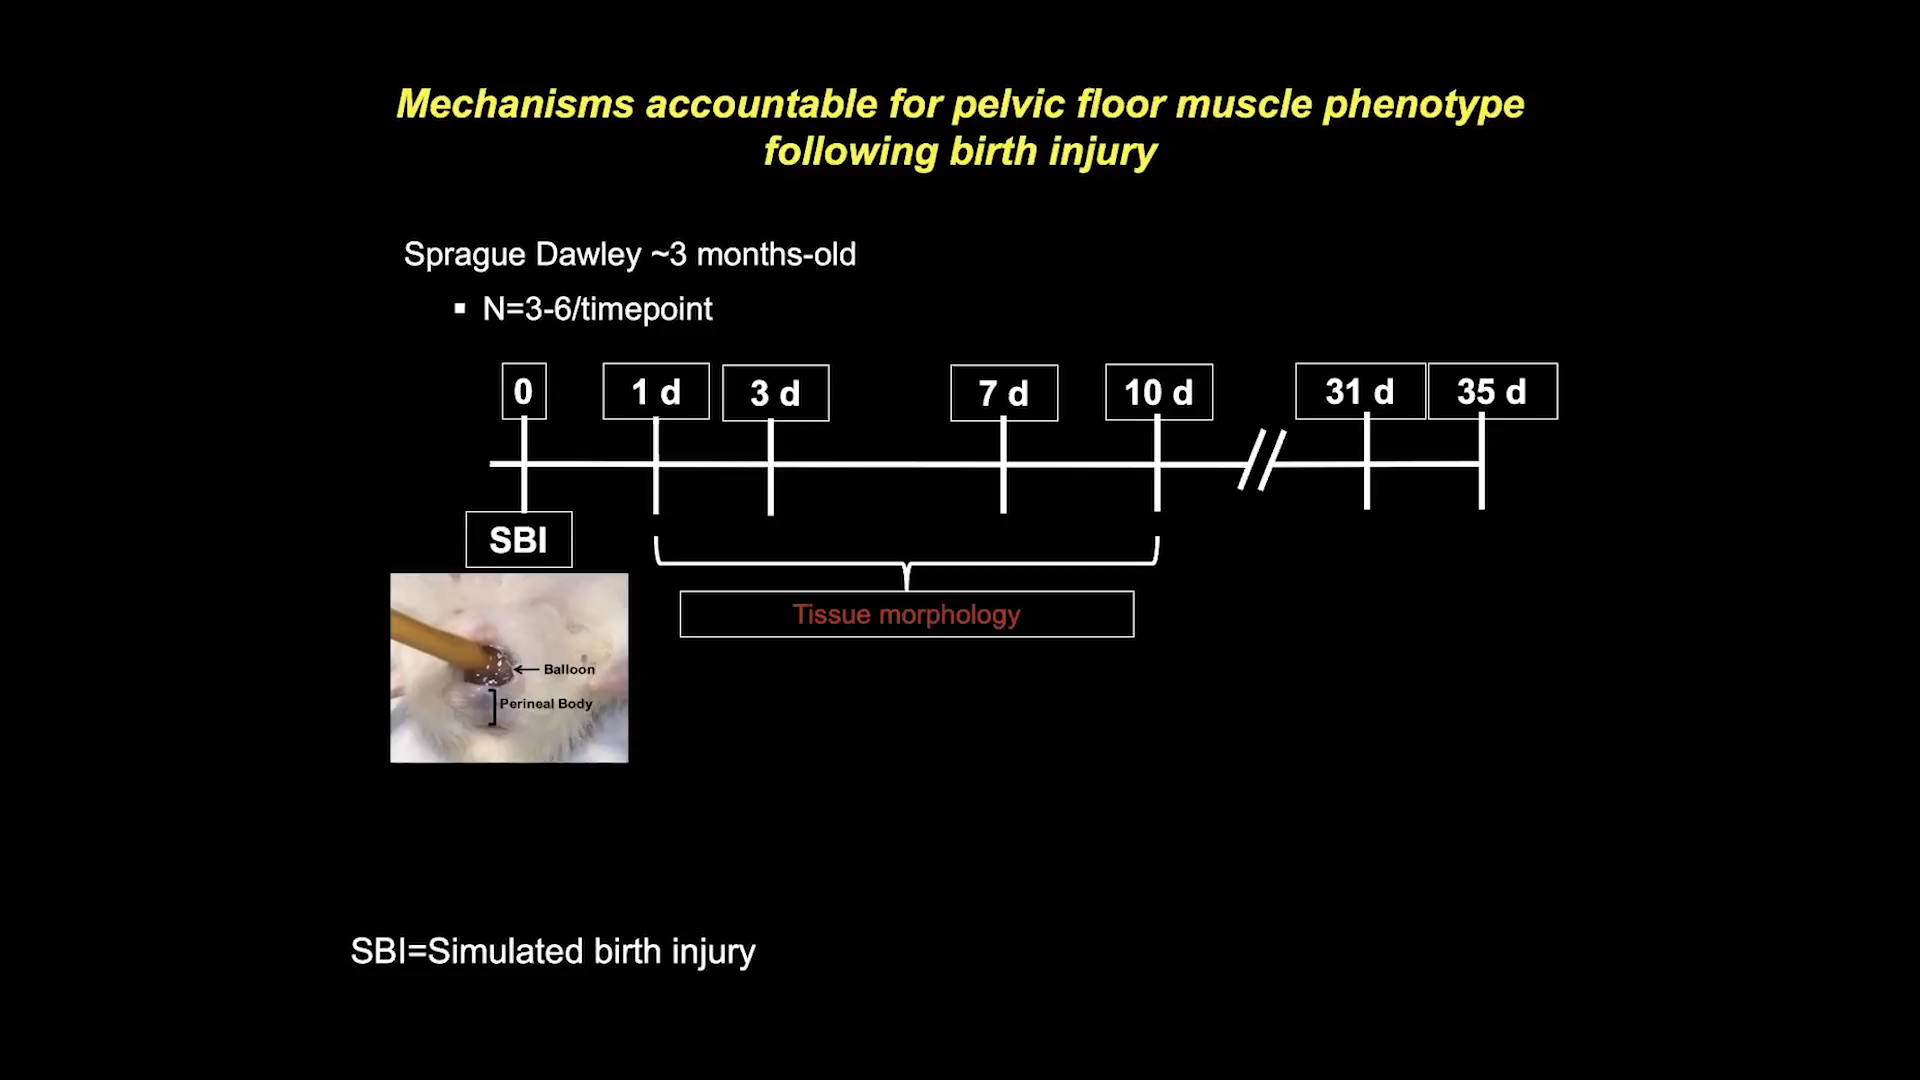 Mechanisms accountable for pelvic floor muscle phenotype
following birth injury
Sprague Dawley ~3 months-old
▪ N=3-6/timepoint
0
1 d
3 d
7 d
10 d
31 d
35 d
SBI
Tissue morphology
Balloon
Perineal Body
SBI=Simulated birth injury